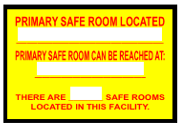 PRIMARY SAFE ROOM LOCATED
PRIMARY SAFE ROOM CAN BE REACHED AT:
THERE ARE SAFE ROOMS
LOCATED IN THIS FACILITY.